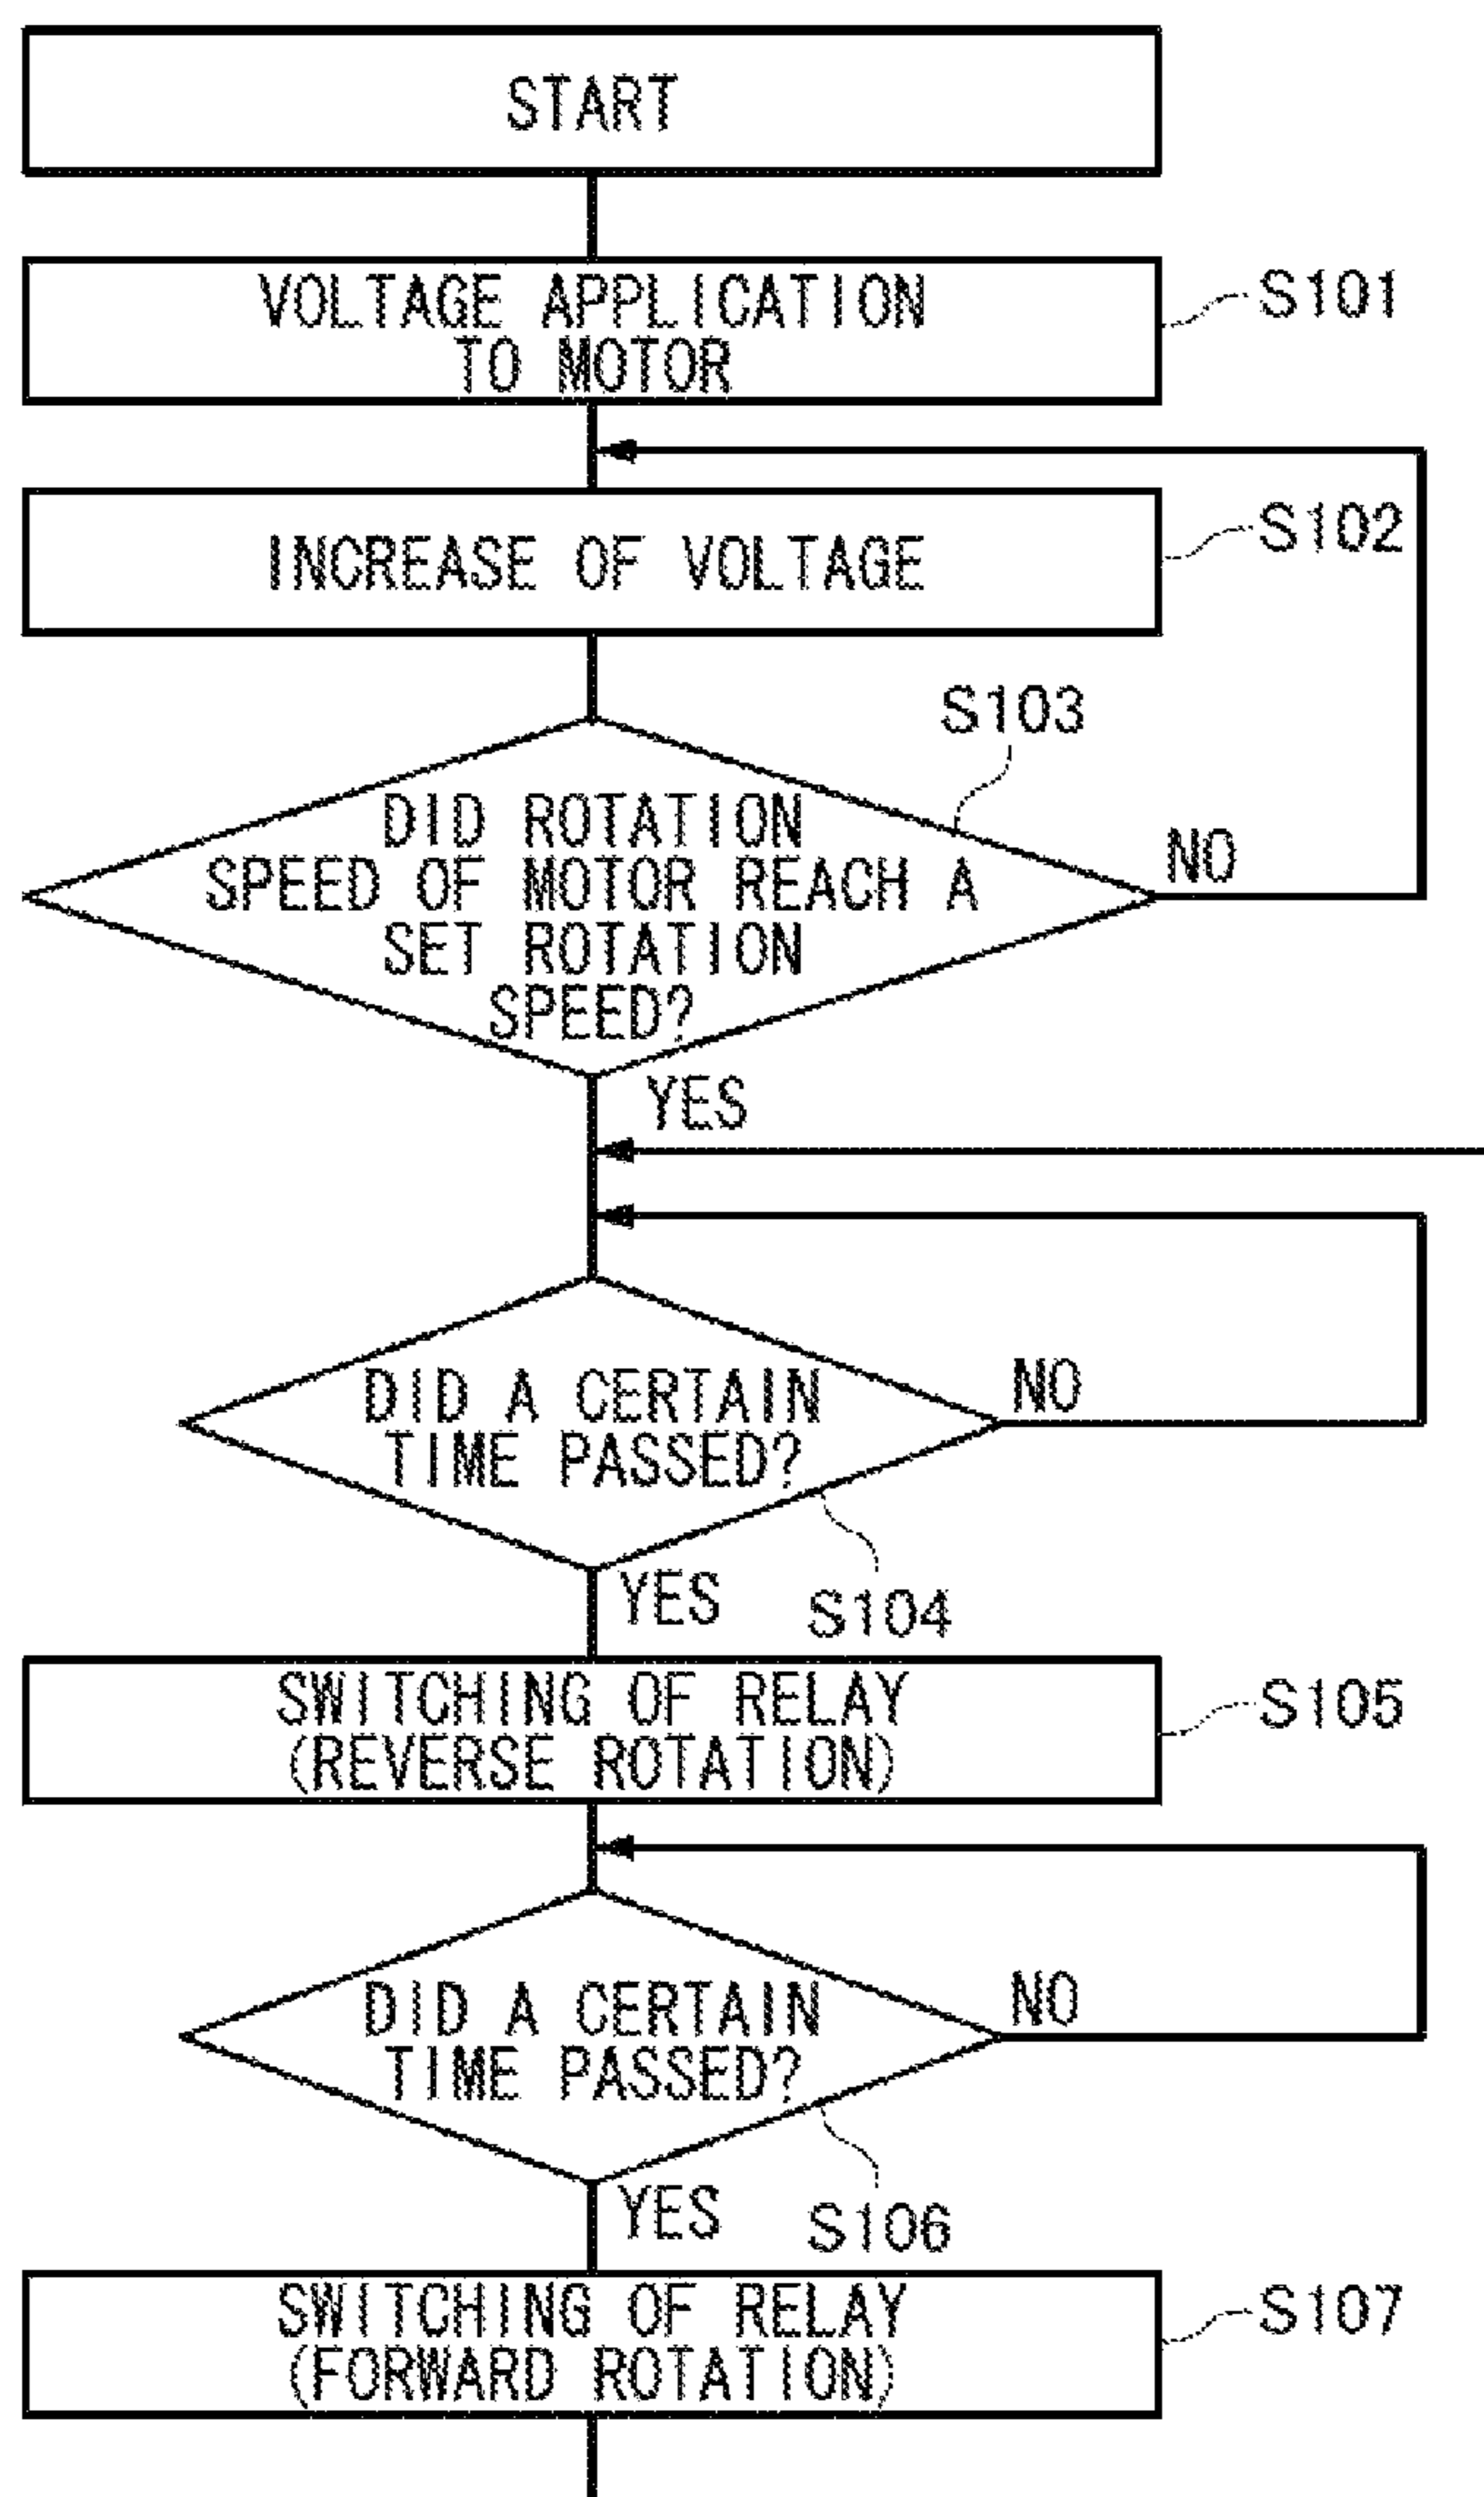 START
VOLTAGE APPLICATION
TO MOTOR
S101
INCREASE OF VOLTAGE
S102
S103
DID ROTATION
SPEED OF MOTOR REACH A
SET ROTATION
SPEED?
NO
YES
DID A CERTAIN
TIME PASSED?
NO
YES
S104
SWITCHING OF RELAY
(REVERSE ROTATION)
S105
DID A CERTAIN
TIME PASSED?
NO
YES
S106
SWITCHING OF RELAY
(FORWARD ROTATION)
S107